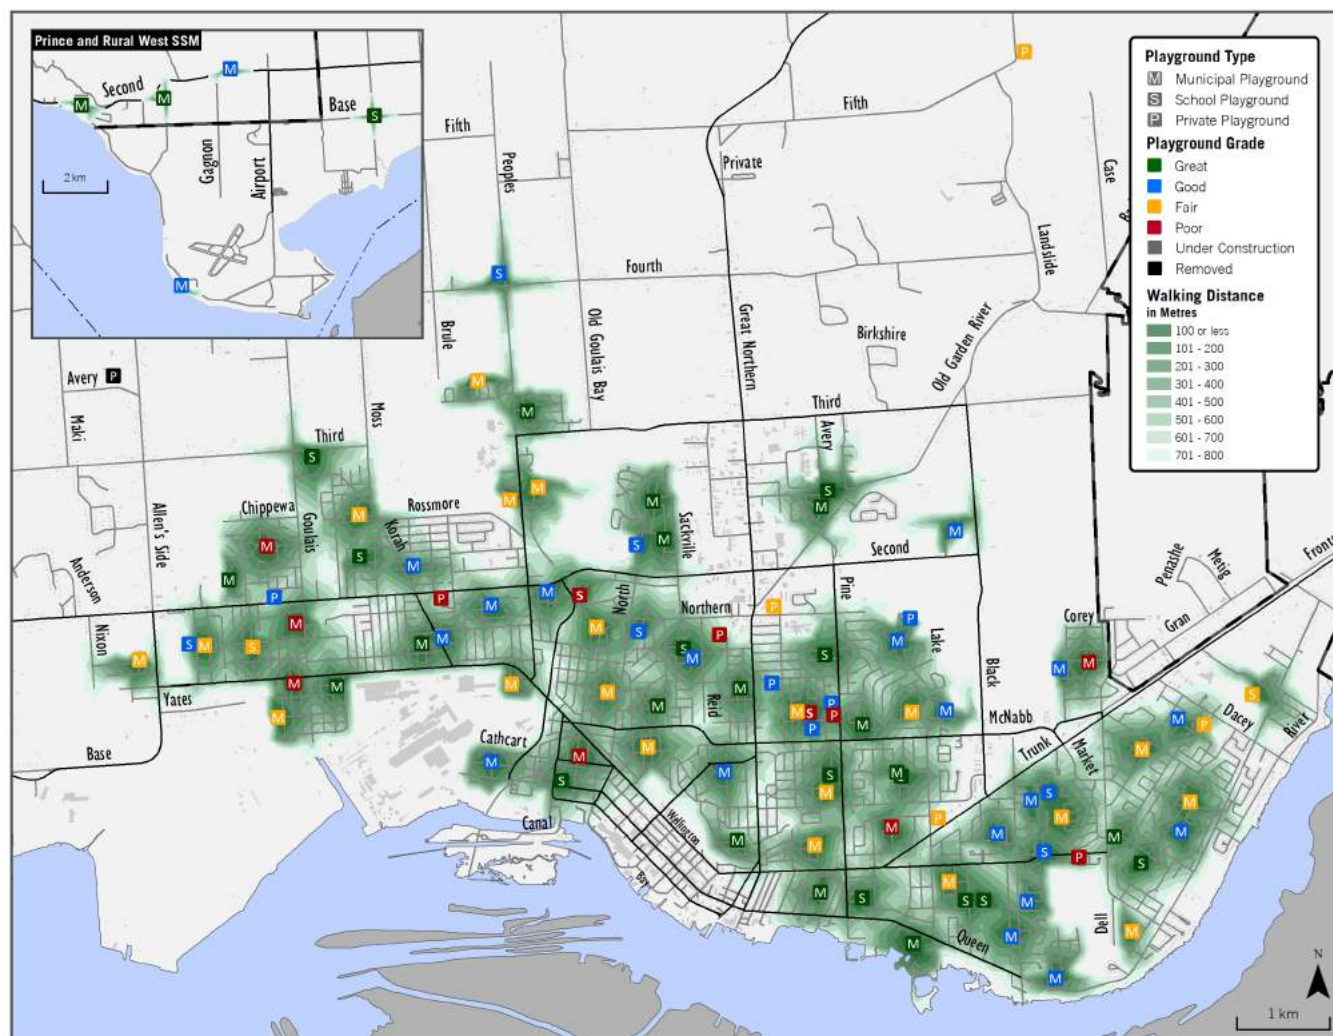 Prince and Rural West SSM
Second
Base
Gagnon
Airport
2 km
Playground Type
M Municipal Playground
S School Playground
P Private Playground
Playground Grade
Great
Good
Fair
Poor
Under Construction
Removed
Walking Distance
in Metres
100 or less
101 - 200
201 - 300
301 - 400
401 - 500
501 - 600
601 - 700
701 - 800
Fifth
Fifth
Peoples
Private
Case
Landslide
Fourth
Old Goulais Bay
Great Northern
Brule
Birkshire
Old Garden River
Avery
Maki
Moss
Third
Third
Avery
Allen's Side
Chippewa
Goulais
Korah
Rossmore
Sackville
Second
Anderson
Nixon
North
Northern
Pine
Lake
Black
Corey
Penashe
Metig
Gran
Yates
Base
Reid
McNabb
Trunk
Market
Dacey
River
Cathcart
Canal
Wellington
Bay
Queen
Dell
N
1 km